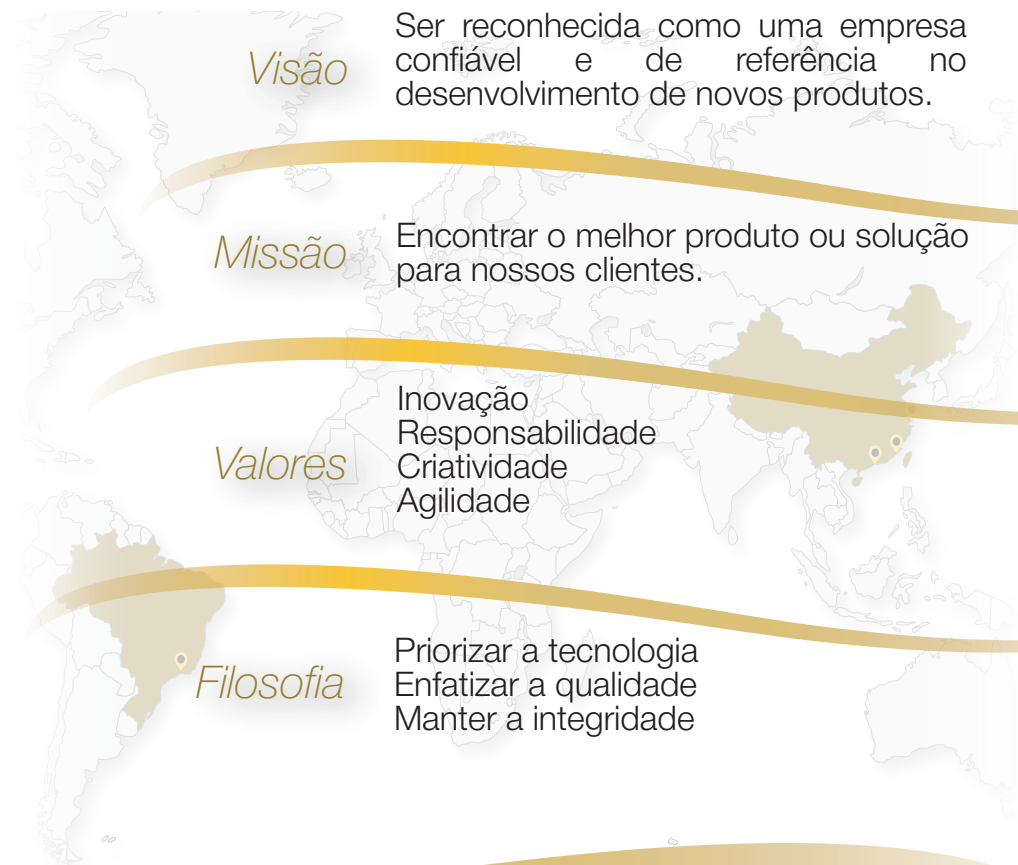 Visão
Ser reconhecida como uma empresa
confiável e de referência no
desenvolvimento de novos produtos.
Missão
Encontrar o melhor produto ou solução
para nossos clientes.
Valores
Inovação
Responsabilidade
Criatividade
Agilidade
Filosofia
Priorizar a tecnologia
Enfatizar a qualidade
Manter a integridade